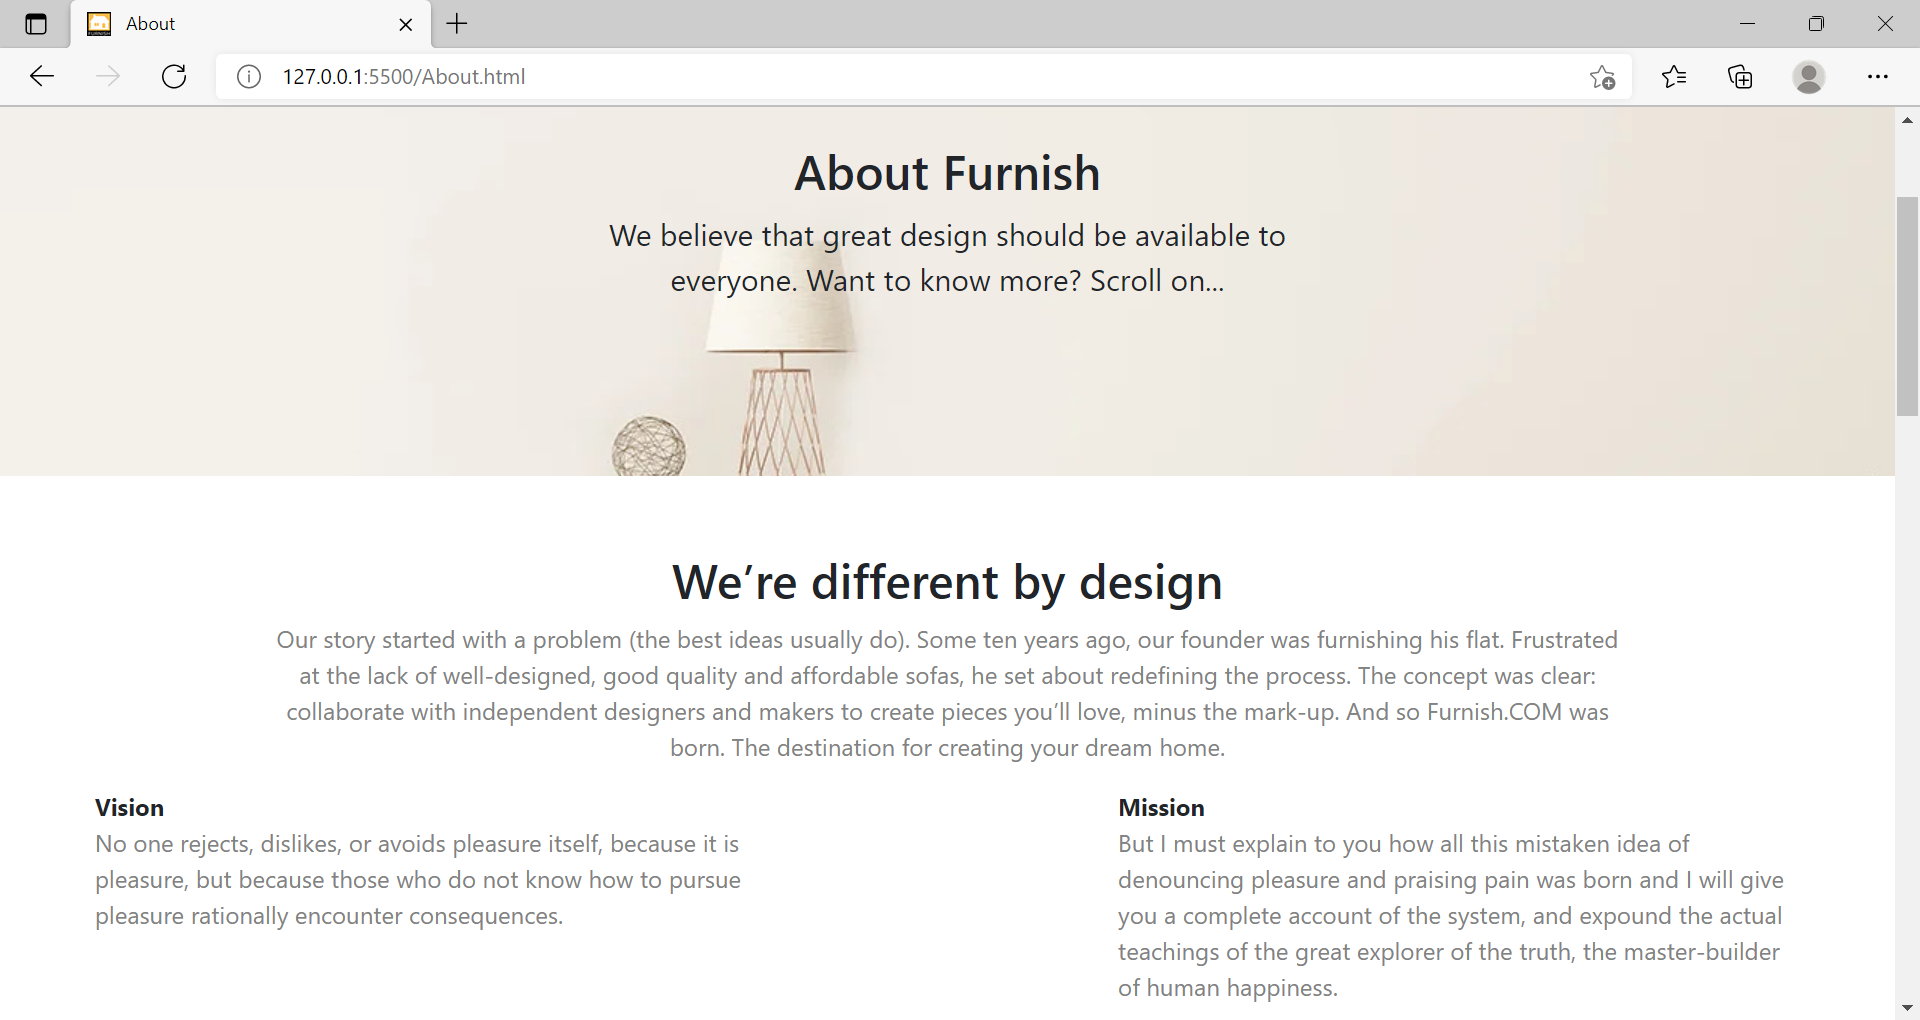 About
127.0.0.1:5500/About.html
About Furnish
We believe that great design should be available to
everyone. Want to know more? Scroll on...
We’re different by design
Our story started with a problem (the best ideas usually do). Some ten years ago, our founder was furnishing his flat. Frustrated
at the lack of well-designed, good quality and affordable sofas, he set about redefining the process. The concept was clear:
collaborate with independent designers and makers to create pieces you’ll love, minus the mark-up. And so Furnish.COM was
born. The destination for creating your dream home.
Vision
No one rejects, dislikes, or avoids pleasure itself, because it is
pleasure, but because those who do not know how to pursue
pleasure rationally encounter consequences.
Mission
But I must explain to you how all this mistaken idea of
denouncing pleasure and praising pain was born and I will give
you a complete account of the system, and expound the actual
teachings of the great explorer of the truth, the master-builder
of human happiness.